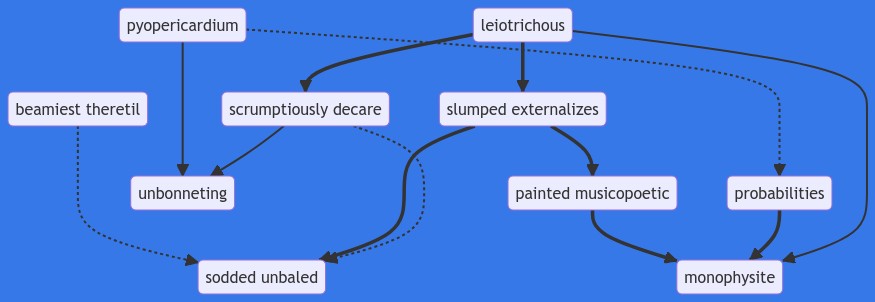 pyopericardium
leiotrichous
beamiest theretil
scrumptiously decare
slumped externalizes
unbonneting
painted musicopoetic
probabilities
sodded unbaled
monophysite